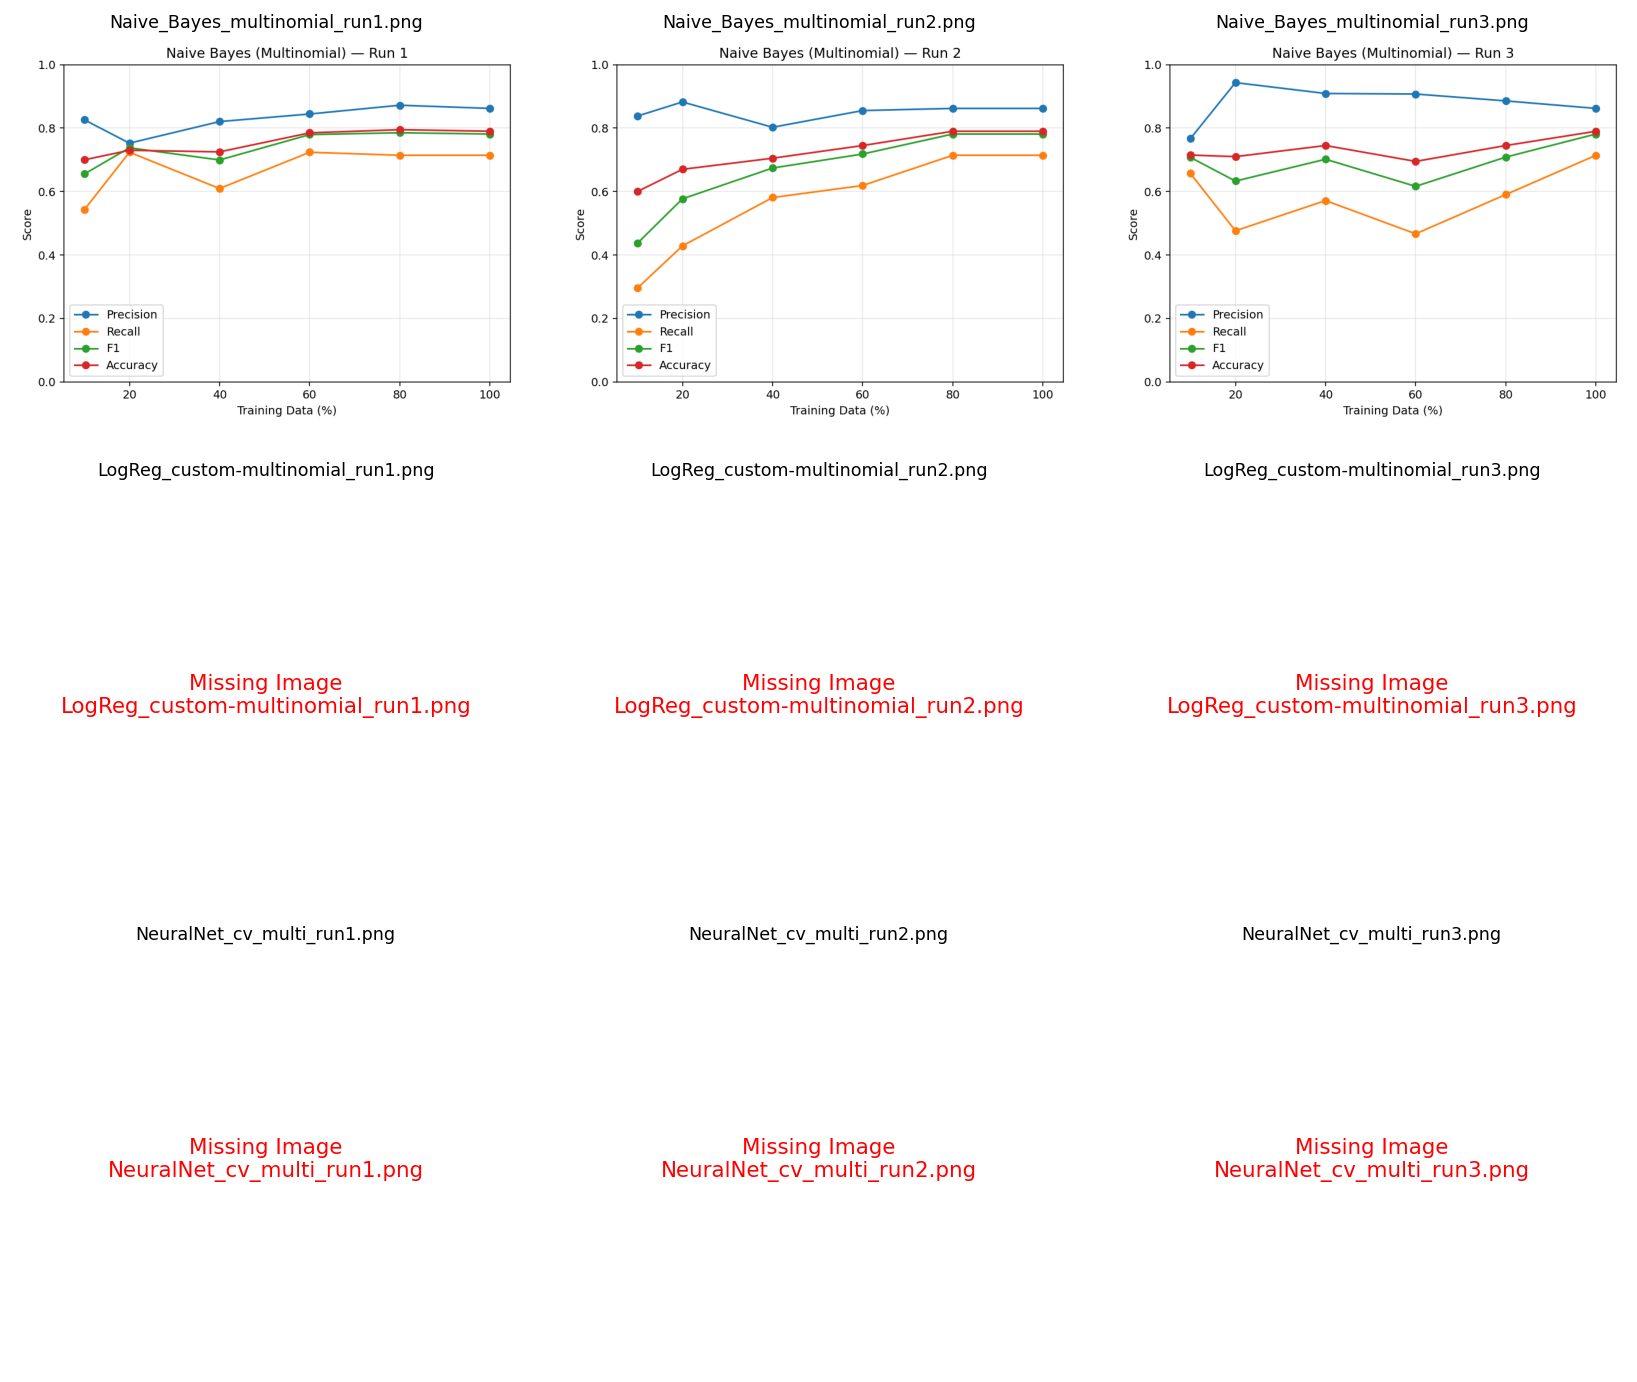 Naive_Bayes_multinomial_run1.png
Naive Bayes (Multinomial) — Run 1
1.0
0.8
0.6
0.4
0.2
0.0
Score
Precision
Recall
F1
Accuracy
20 40 60 80 100
Training Data (%)
Naive_Bayes_multinomial_run2.png
Naive Bayes (Multinomial) — Run 2
1.0
0.8
0.6
0.4
0.2
0.0
Score
Precision
Recall
F1
Accuracy
20 40 60 80 100
Training Data (%)
Naive_Bayes_multinomial_run3.png
Naive Bayes (Multinomial) — Run 3
1.0
0.8
0.6
0.4
0.2
0.0
Score
Precision
Recall
F1
Accuracy
20 40 60 80 100
Training Data (%)
LogReg_custom-multinomial_run1.png
Missing Image
LogReg_custom-multinomial_run1.png
LogReg_custom-multinomial_run2.png
Missing Image
LogReg_custom-multinomial_run2.png
LogReg_custom-multinomial_run3.png
Missing Image
LogReg_custom-multinomial_run3.png
NeuralNet_cv_multi_run1.png
Missing Image
NeuralNet_cv_multi_run1.png
NeuralNet_cv_multi_run2.png
Missing Image
NeuralNet_cv_multi_run2.png
NeuralNet_cv_multi_run3.png
Missing Image
NeuralNet_cv_multi_run3.png